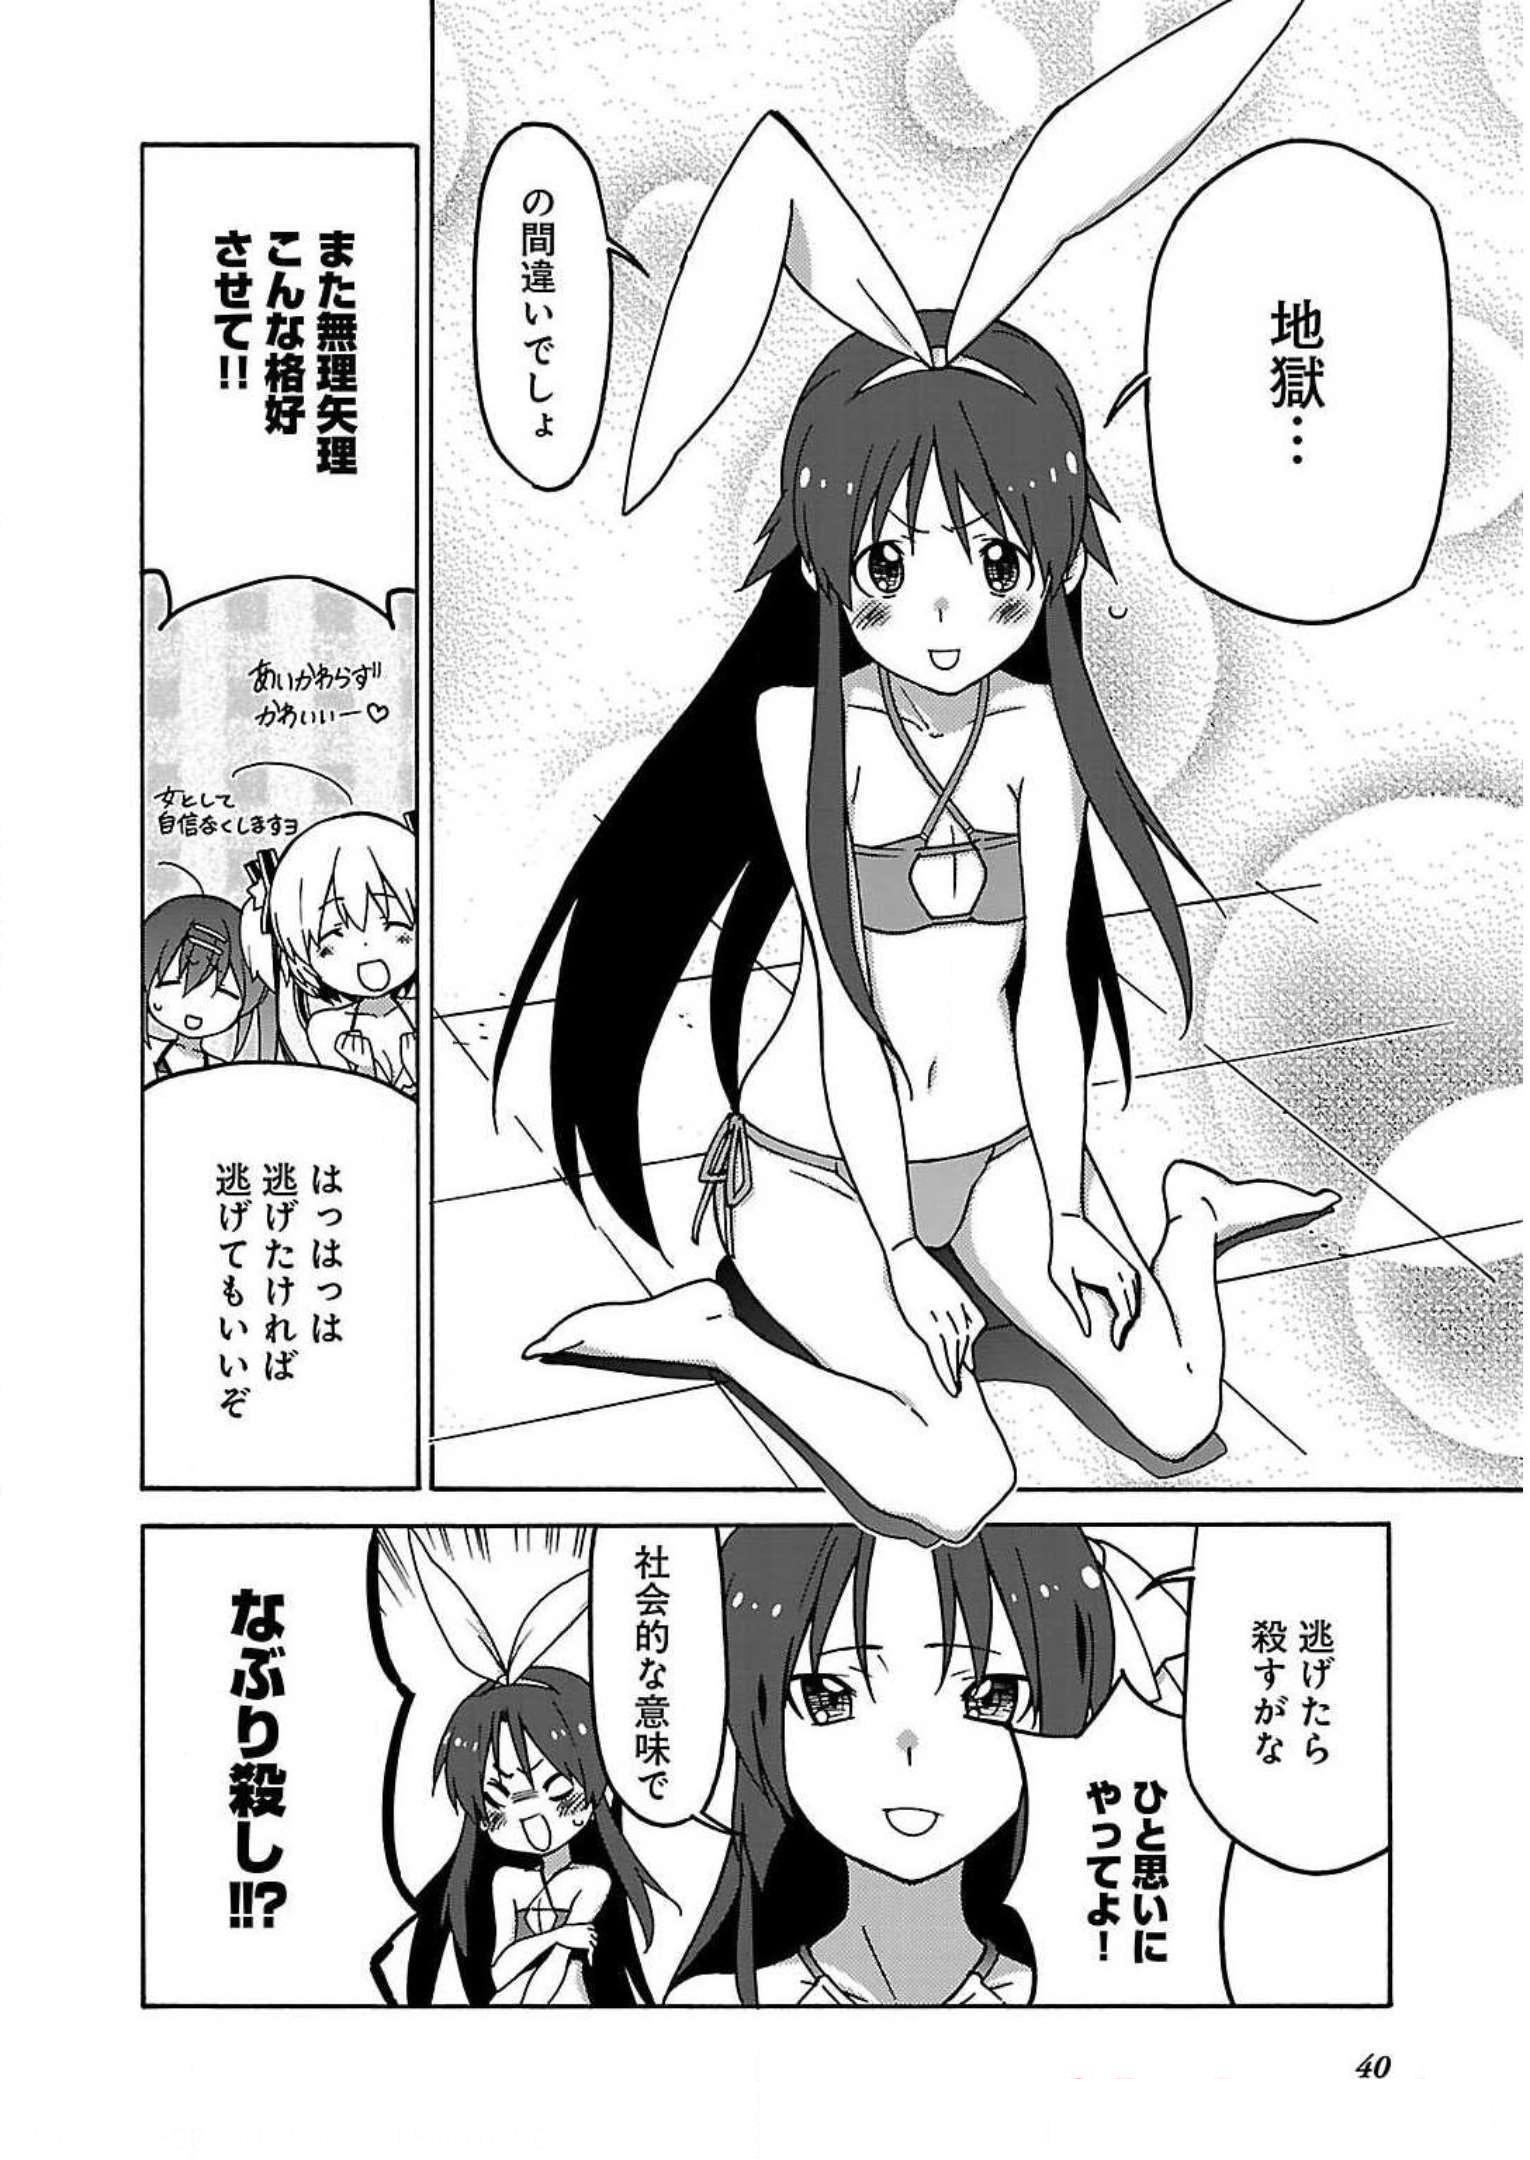 地獄…
の間違いでしょ
また無理矢理
こんな格好
させて!!
あいかわらず
かわいいー♡
女として
自信なくしますヨ
はっはっは
逃げたければ
逃げてもいいぞ
逃げたら
殺すがな
ひと思いに
やってよ!
社会的な意味で
なぶり殺し!!?
40